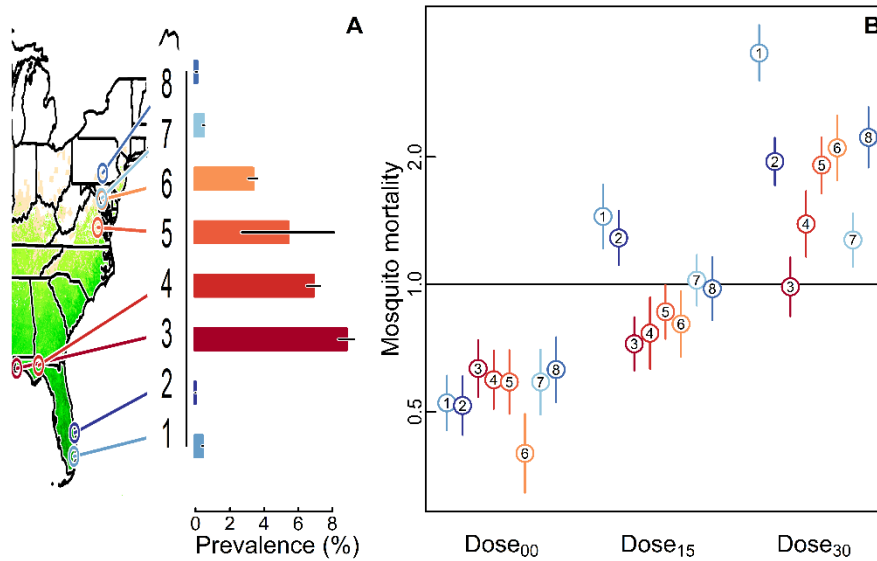 A
8
7
6
5
4
3
2
1
0 2 4 6 8
Prevalence (%)
B
Mosquito mortality
2.0
1.0
0.5
1 2 3 4 5 6 7 8
1 2 3 4 5 6 7 8
1 2 3 4 5 6 7 8
Dose₀₀ Dose₁₅ Dose₃₀